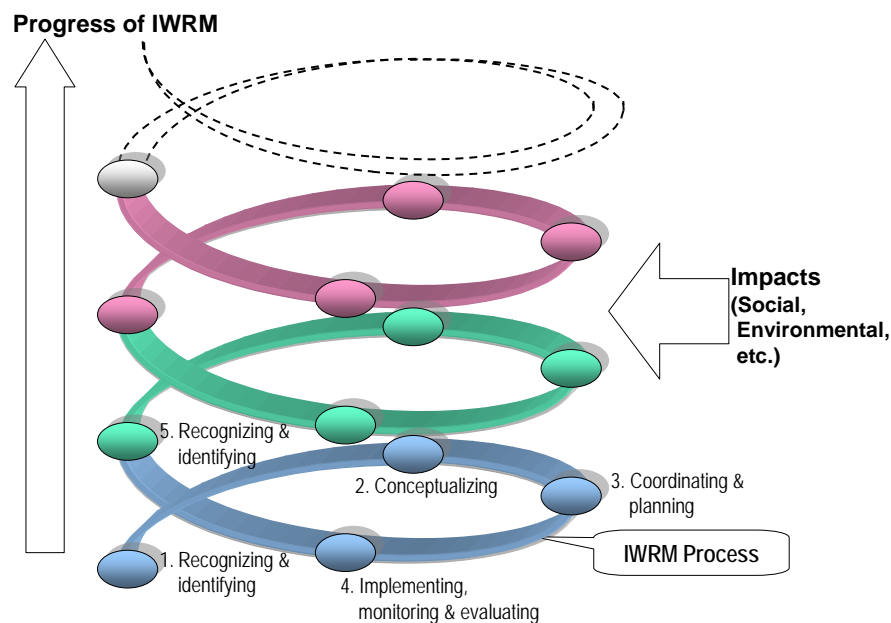 Progress of IWRM
Impacts
(Social,
Environmental,
etc.)
5. Recognizing &
identifying
2. Conceptualizing
3. Coordinating &
planning
1. Recognizing &
identifying
4. Implementing,
monitoring & evaluating
IWRM Process